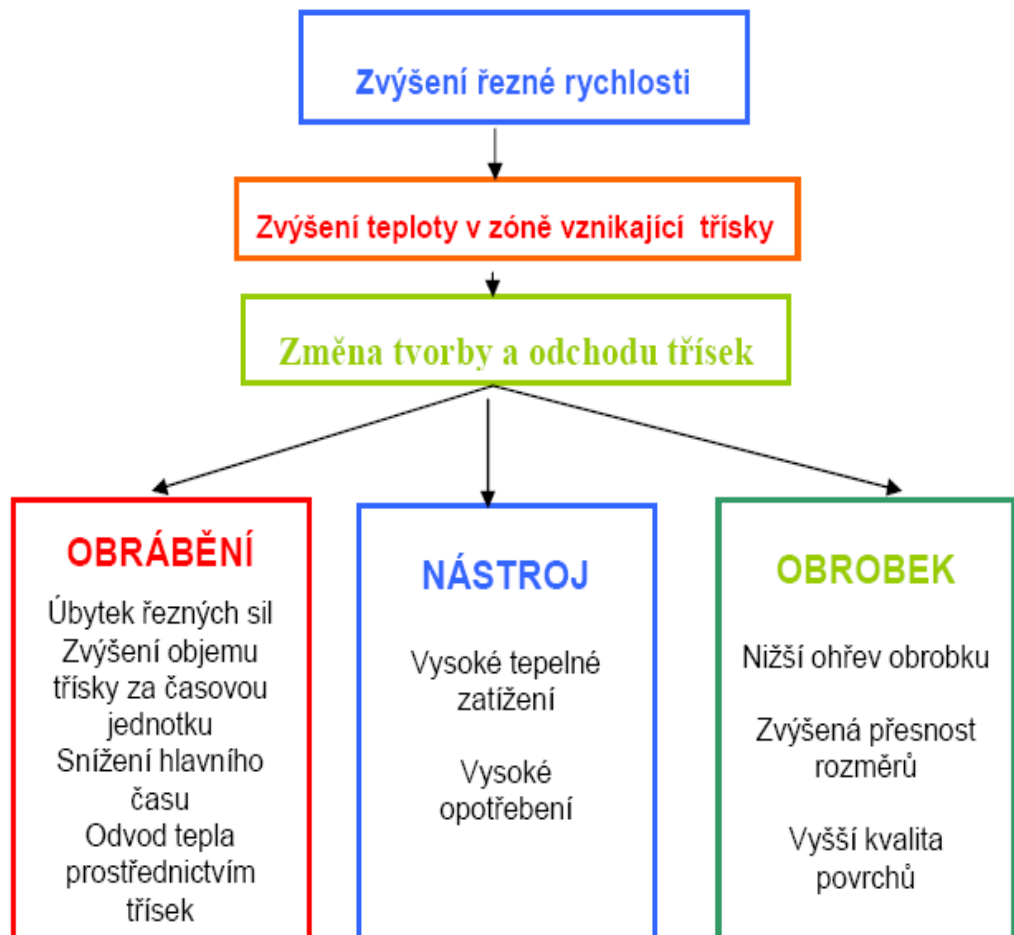 Zvýšení řezné rychlosti
Zvýšení teploty v zóně vznikající třísky
Změna tvorby a odchodu třísek
OBRÁBĚNÍ
Úbytek řezných sil
Zvýšení objemu
třísky za časovou
jednotku
Snížení hlavního
času
Odvod tepla
prostřednictvím
třísek
NÁSTROJ
Vysoké tepelné
zatížení
Vysoké
opotřebení
OBROBEK
Nižší ohřev obrobku
Zvýšená přesnost
rozměrů
Vyšší kvalita
povrchů